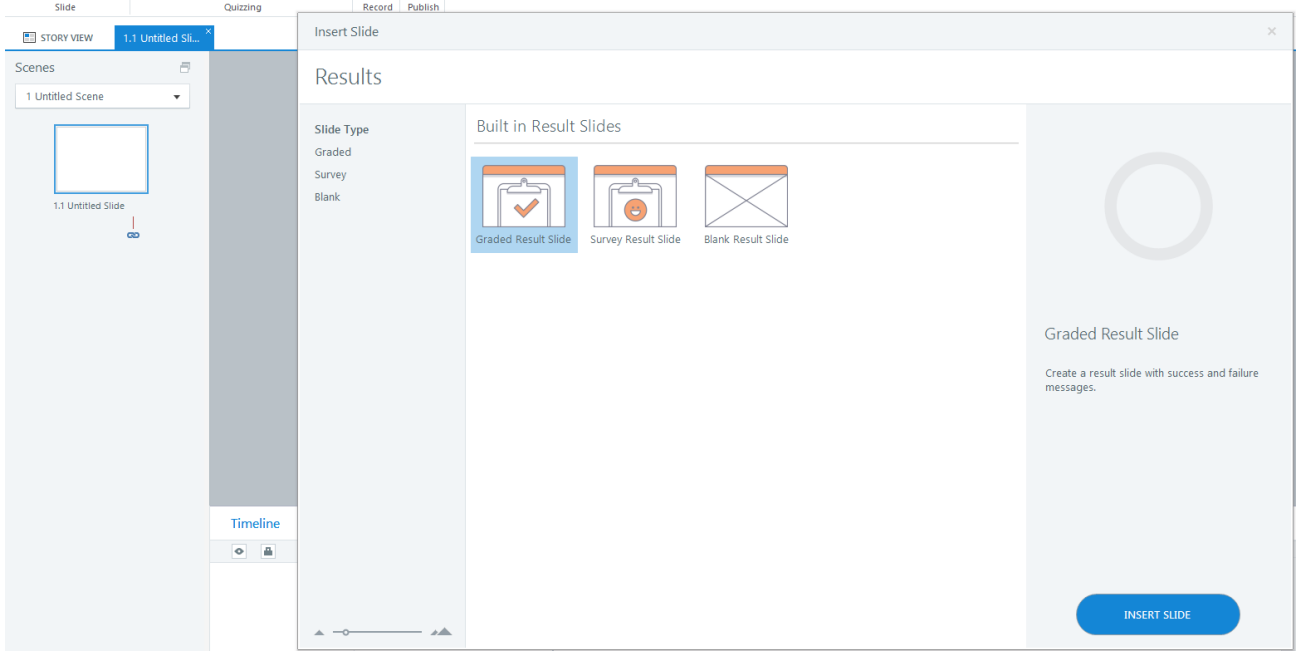 Slide
Quizzing
Record
Publish
STORY VIEW
1.1 Untitled Sli...
Insert Slide
Scenes
Results
1 Untitled Scene
Slide Type
Graded
Survey
Blank
Built in Result Slides
Graded Result Slide
Survey Result Slide
Blank Result Slide
1.1 Untitled Slide
Graded Result Slide
Create a result slide with success and failure
messages.
Timeline
INSERT SLIDE